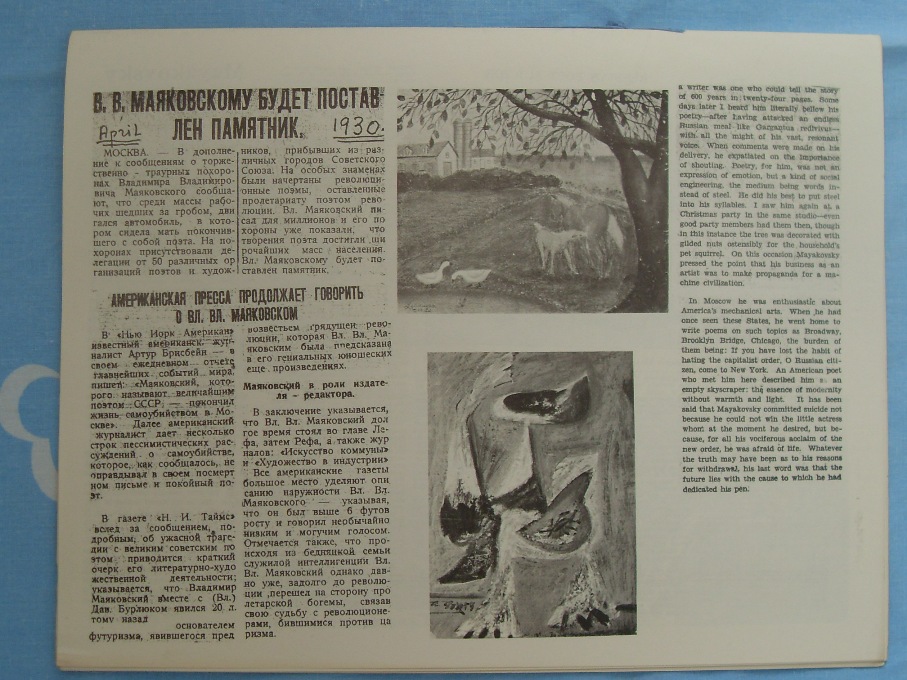 В. В. МАЯКОВСКОМУ БУДЕТ ПОСТАВ-
ЛЕН ПАМЯТНИК.
April
1930.
МОСКВА. — В дополне-
ние к сообщениям о торже-
ственно - траурных похоро-
нах Владимира Владимиро-
вича Маяковского сообща-
ют, что среди массы рабо-
чих шедших за гробом, дви
гался автомобиль, в кото-
ром сидела мать покончив-
шего с собой поэта. На по-
хоронах присутствовали де-
легации от 50 различных ор
ганизаций поэтов и худож-
ников, прибывших из раз-
личных городов Советского
Союза. На особых знаменах
были начертаны революци-
онные поэмы, оставленные
пролетариату поэтом рево-
люции. Вл. Маяковский пи-
сал для миллионов и его по
хороны уже показали, что
творения поэта достигли ши
рочайших масс населения.
Вл. Маяковскому будет по-
ставлен памятник.
АМЕРИКАНСКАЯ ПРЕССА ПРОДОЛЖАЕТ ГОВОРИТЬ
О ВЛ. ВЛ. МАЯКОВСКОМ
В «Нью Иорк Американ»
известный американск. жур-
налист Артур Брисбейн — в
своем ежедневном отчете
главнейших событий мира,
пишет: «Маяковский, кото-
рого называют величайшим
поэтом СССР, — покончил
жизнь самоубийством в Мо-
скве». Далее американский
журналист дает несколько
строк пессимистических рас-
суждений о самоубийстве,
которое, как сообщалось, не
оправдывал в своем посмерт
ном письме и покойный по-
эт.
В газете «Н. И. Таймс»
вслед за сообщением, по-
дробным, об ужасной траге-
дии с великим советским по
этом приводится краткий
очерк его литературно-худо
жественной деятельности;
указывается, что Владимир
Маяковский вместе с (Вл.)
Дав. Бурлюком явился 20 л.
тому назад основателем
футуризма, явившегося пред
возвестьем грядущей рево-
люции, которая Вл. Вл. Ма-
яковским была предсказана
в его гениальных юношеских
еще, произведениях.
Маяковский в роли издате-
ля — редактора.
В заключение указывается,
что Вл. Вл. Маяковский дол
гое время стоял во главе Ле-
фа, затем Рефа, а также жур
налов: «Искусство коммуны»
и «Художество в индустрии»
Все американские газеты
большое место уделяют опи
санию наружности Вл. Вл.
Маяковского — указывая,
что он был выше 6 футов
росту и говорил необычайно
низким и могучим голосом.
Отмечается также, что про-
исходя из бедняцкой семьи
служилой интеллигенции Вл.
Вл. Маяковский однако дав-
но уже, задолго до револю-
ции перешел на сторону про
летарской богемы, связав
свою судьбу с революционе-
рами, бившимися против ца
ризма.
a writer was one who could tell the story
of 600 years in twenty-four pages. Some
days later I heard him literally bellow his
poetry—after having attacked an endless
Russian meal like Gargantua redivivus—
with all the might of his vast, resonant
voice. When comments were made on his
delivery, he expatiated on the importance
of shouting. Poetry, for him, was not an
expression of emotion, but a kind of social
engineering, the medium being words in-
stead of steel. He did his best to put steel
into his syllables. I saw him again at a
Christmas party in the same studio—even
good party members had them then, though
in this instance the tree was decorated with
gilded nuts ostensibly for the household's
pet squirrel. On this occasion Mayakovsky
pressed the point that his business as an
artist was to make propaganda for a ma-
chine civilization.
In Moscow he was enthusiastic about
America's mechanical arts. When he had
once seen these States, he went home to
write poems on such topics as Broadway,
Brooklyn Bridge, Chicago, the burden of
them being: If you have lost the habit of
hating the capitalist order, O Russian citi-
zen, come to New York. An American poet
who met him here described him as an
empty skyscraper: the essence of modernity
without warmth and light. It has been
said that Mayakovsky committed suicide not
because he could not win the little actress
whom at the moment he desired, but be-
cause, for all his vociferous acclaim of the
new order, he was afraid of life. Whatever
the truth may have been as to his reasons
for withdrawal, his last word was that the
future lies with the cause to which he had
dedicated his pen.